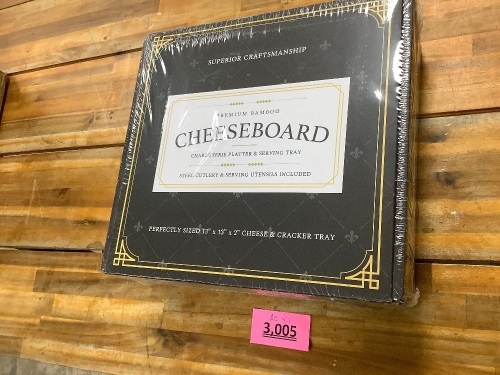 SUPERIOR CRAFTSMANSHIP
PREMIUM BAMBOO
CHEESEBOARD
CHARCUTERIE PLATTER & SERVING TRAY
STEEL CUTLERY & SERVING UTENSILS INCLUDED
PERFECTLY SIZED 13" x 13" x 2" CHEESE & CRACKER TRAY
3,005